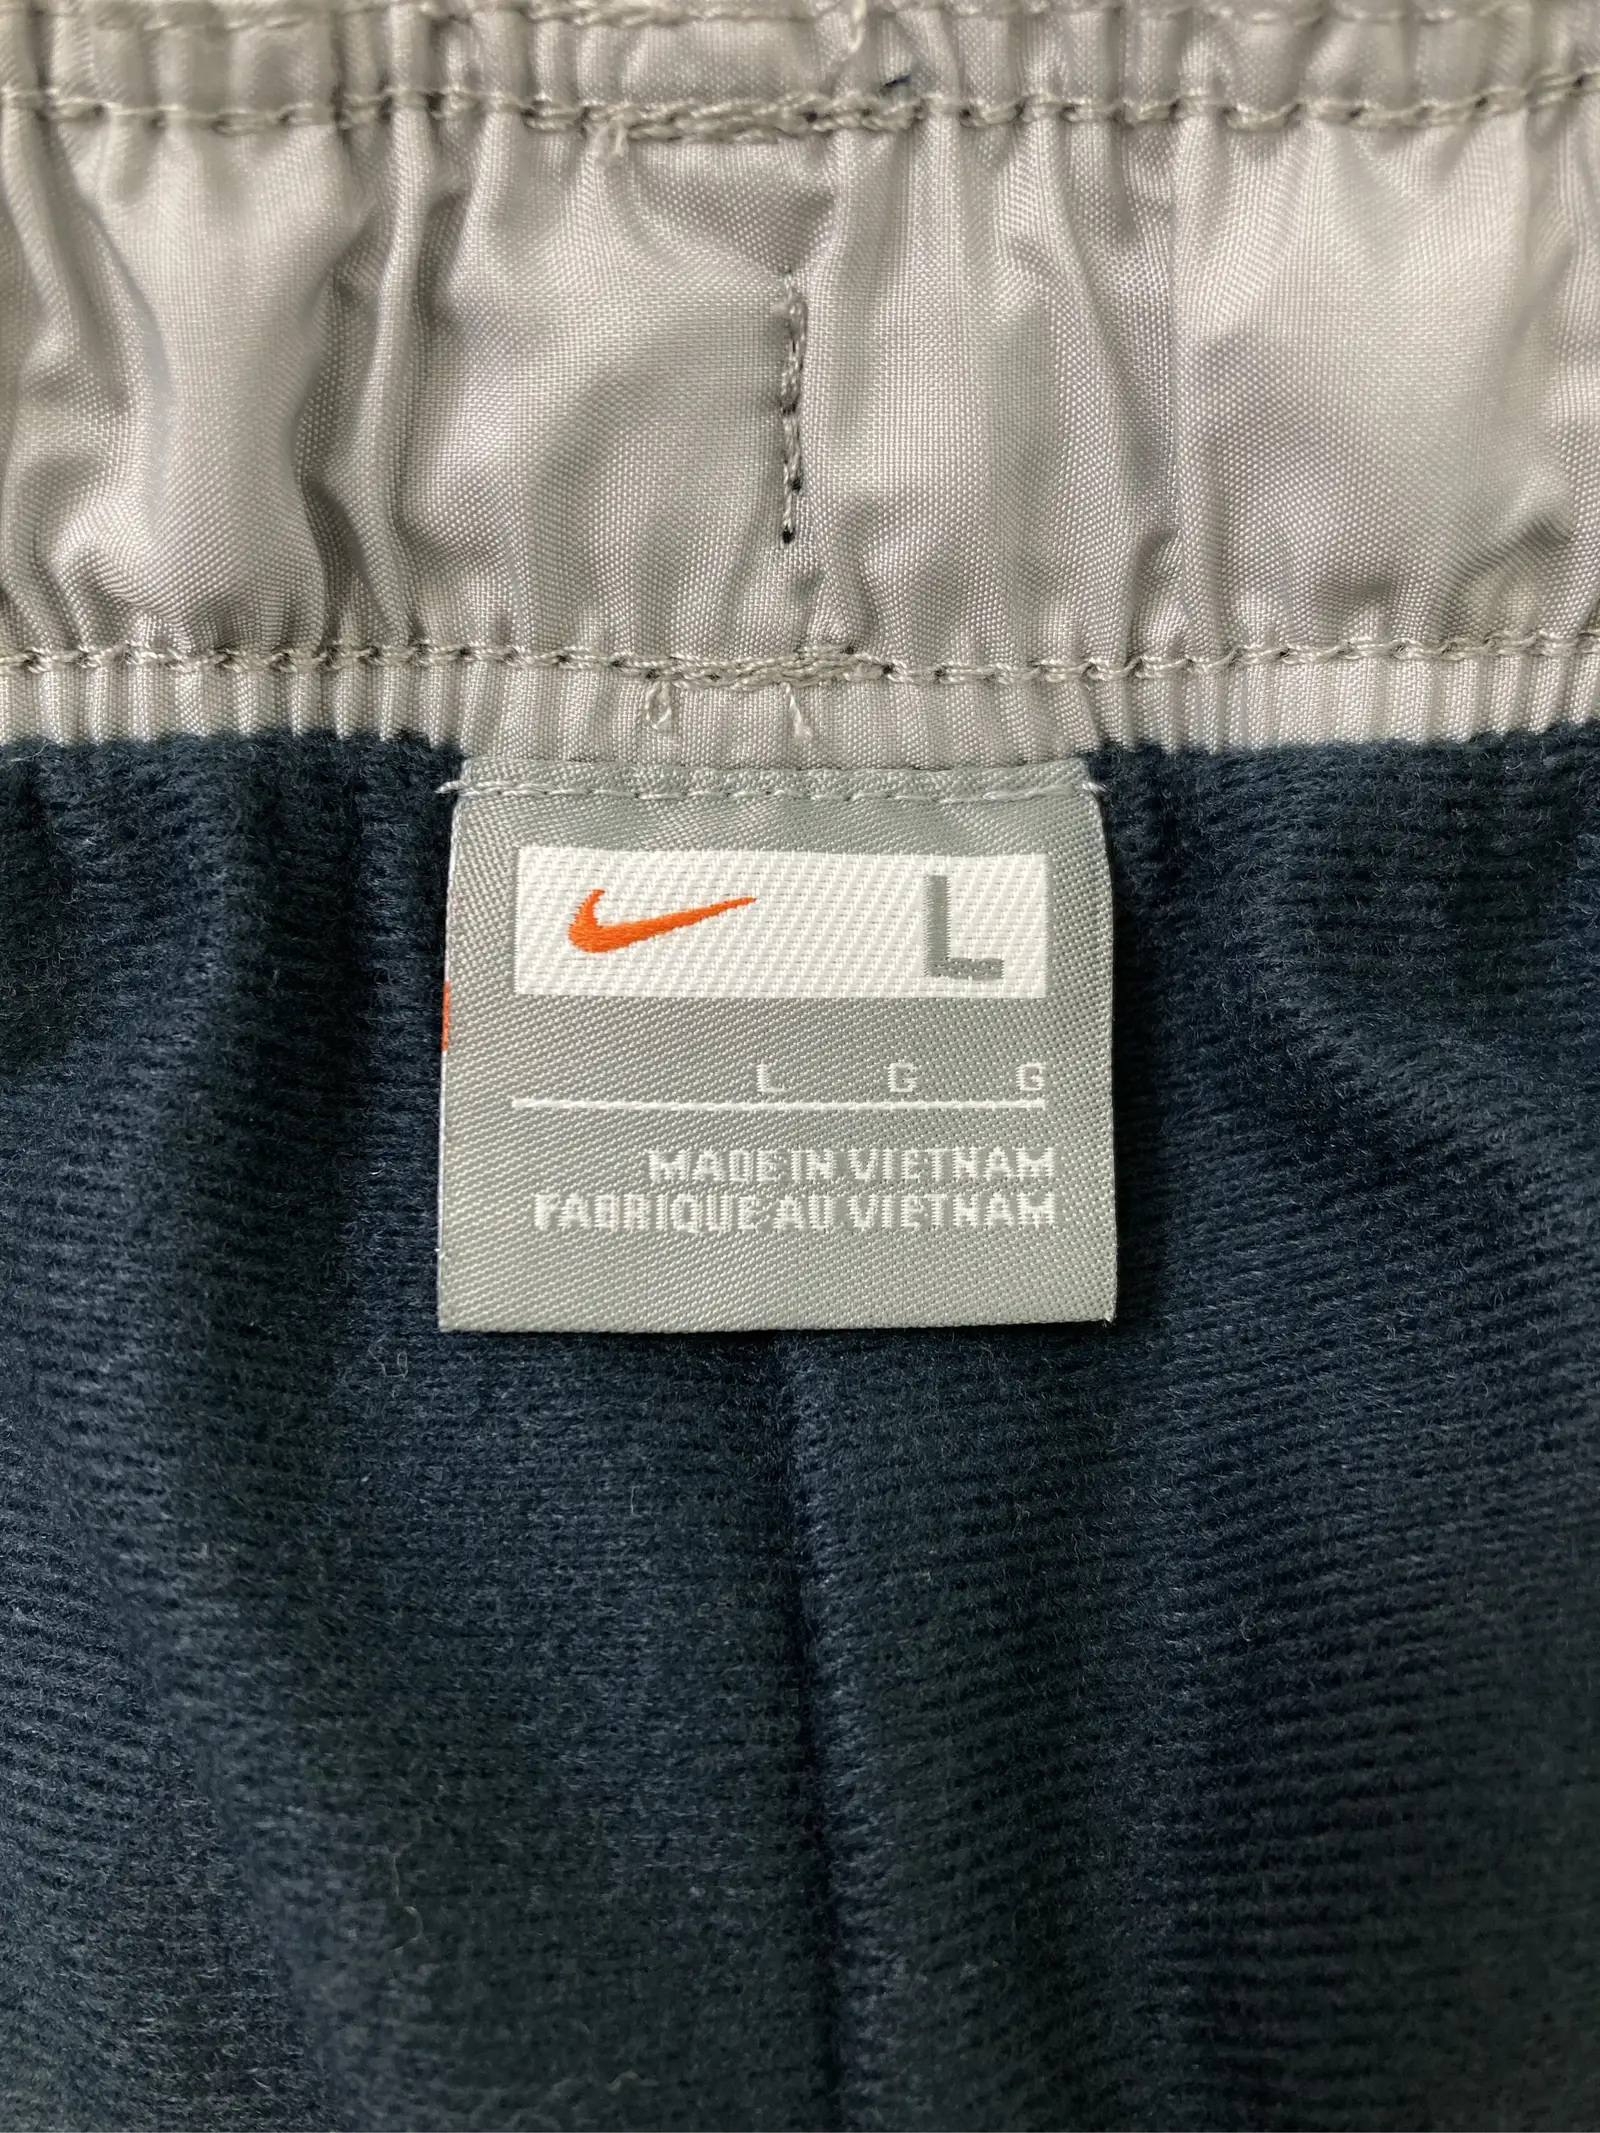 L
L G G
MADE IN VIETNAM
FABRIQUE AU VIETNAM